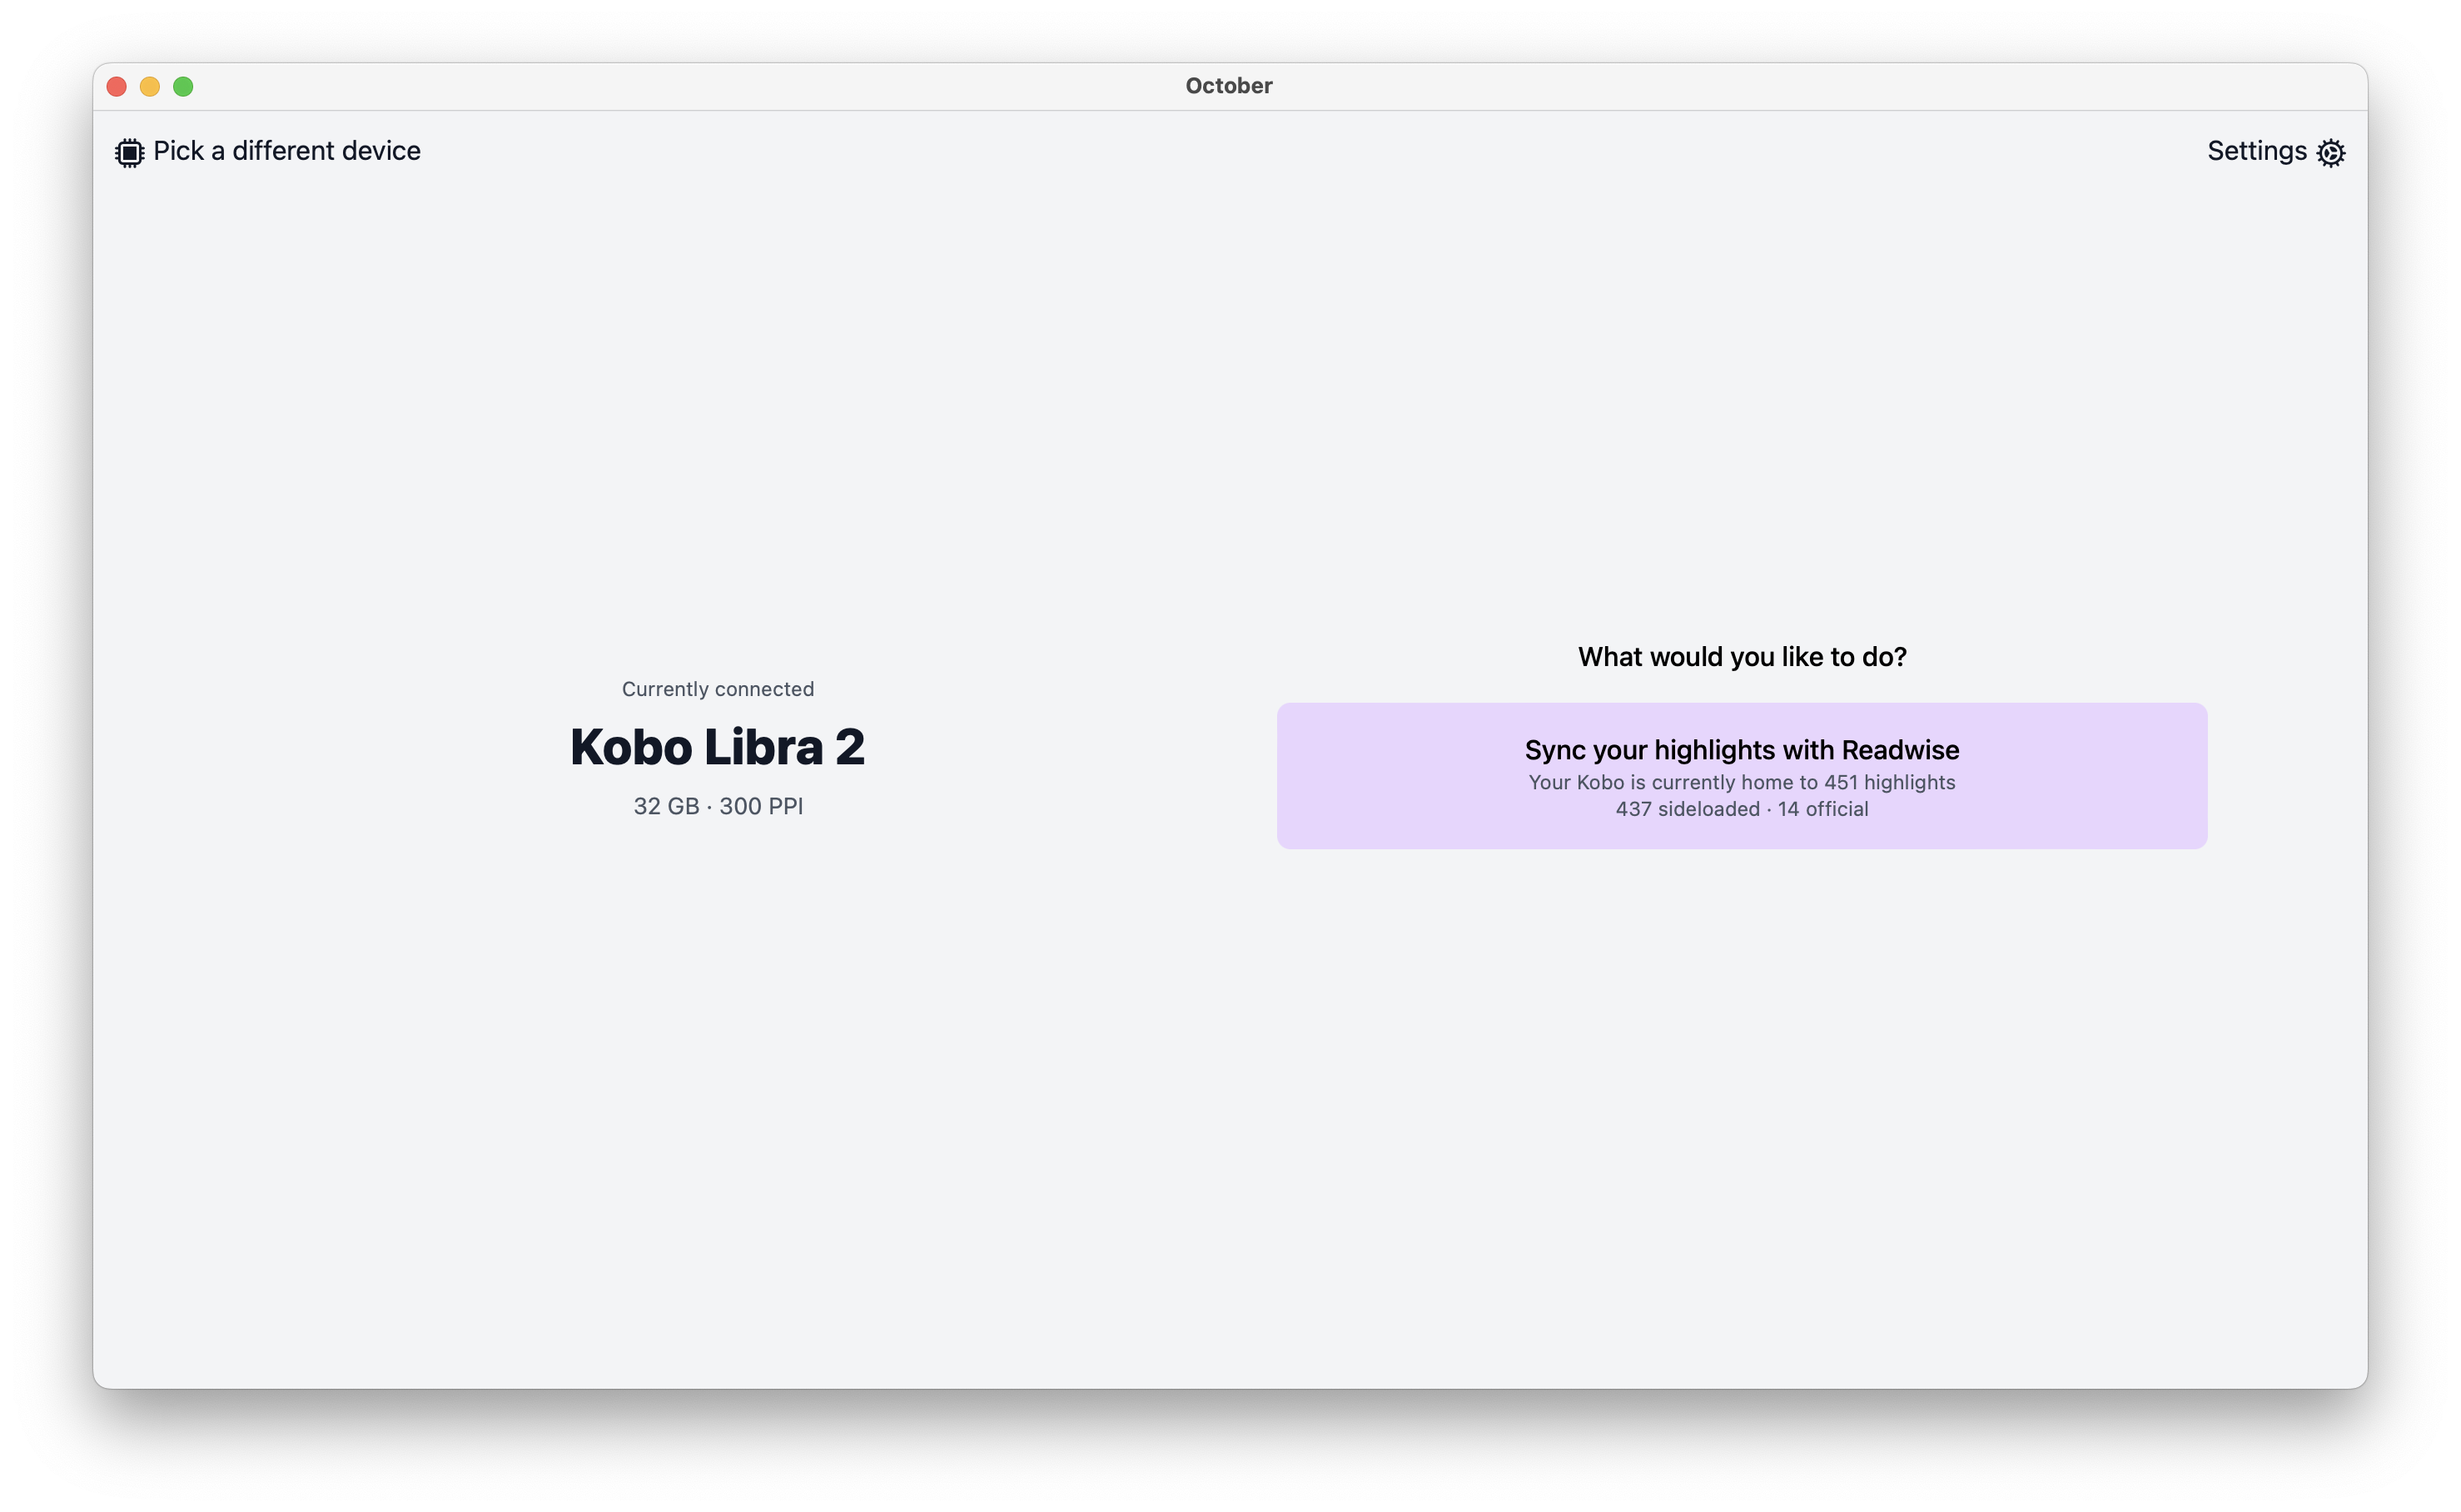 October
Pick a different device
Settings
Currently connected
Kobo Libra 2
32 GB · 300 PPI
What would you like to do?
Sync your highlights with Readwise
Your Kobo is currently home to 451 highlights
437 sideloaded · 14 official